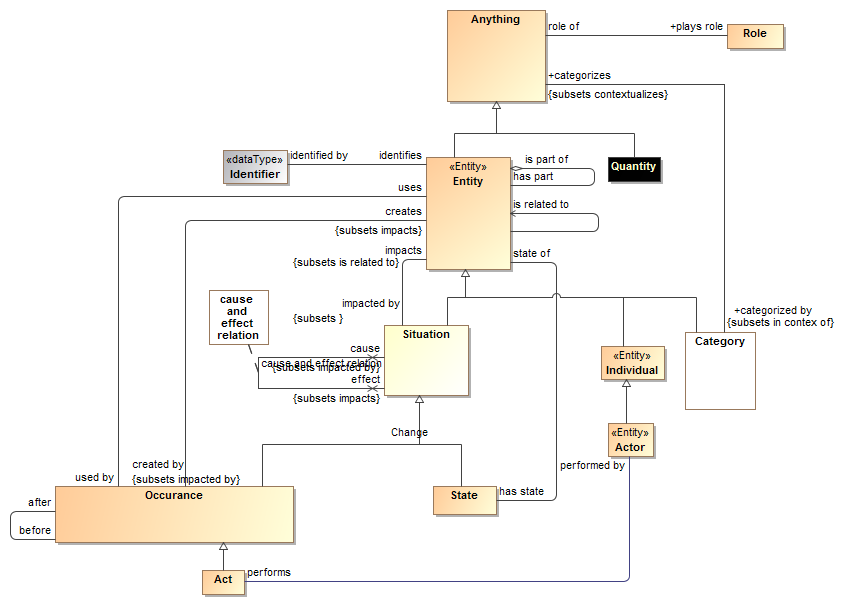 Anything
role of
+plays role
Role
+categorizes
{subsets contextualizes}
«dataType»
Identifier
identified by
identifies
«Entity»
Entity
is part of
has part
Quantity
uses
is related to
creates
{subsets impacts}
impacts
{subsets is related to}
state of
cause
and
effect
relation
impacted by
{subsets }
+categorized by
{subsets in contex of}
Situation
Category
cause
cause and effect relation
{subsets impacted by}
effect
{subsets impacts}
«Entity»
Individual
Change
«Entity»
Actor
performed by
created by
{subsets impacted by}
used by
Occurance
State
has state
after
before
Act
performs